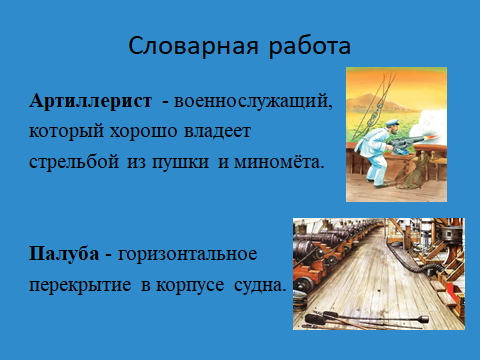 Словарная работа
Артиллерист - военнослужащий,
который хорошо владеет
стрельбой из пушки и миномёта.
Палуба - горизонтальное
перекрытие в корпусе судна.